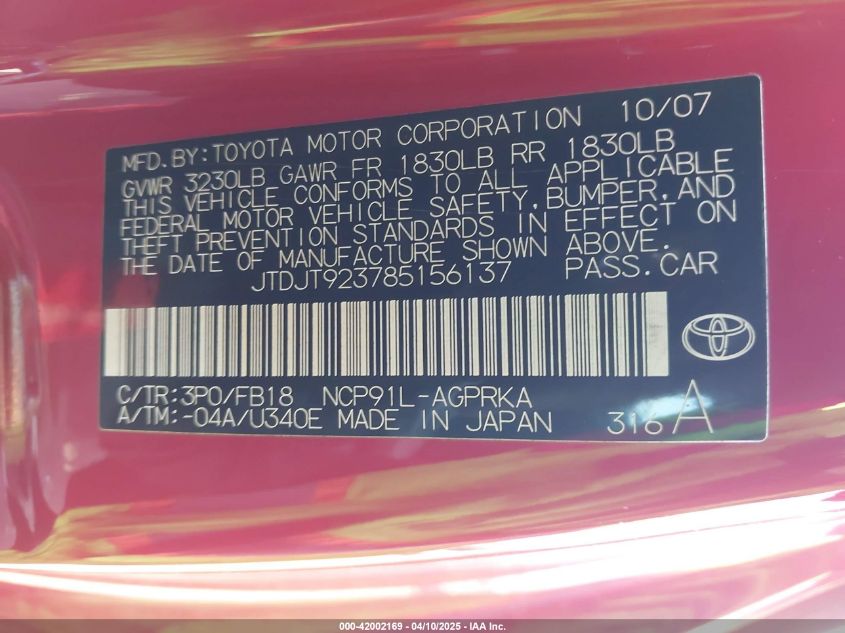 MFD. BY: TOYOTA MOTOR CORPORATION 10/07
GVWR 3230LB GAWR FR 1830LB RR 1830LB
THIS VEHICLE CONFORMS TO ALL APPLICABLE
FEDERAL MOTOR VEHICLE SAFETY, BUMPER, AND
THEFT PREVENTION STANDARDS IN EFFECT ON
THE DATE OF MANUFACTURE SHOWN ABOVE.
JTDJT923785156137 PASS. CAR
C/TR: 3P0/FB18 NCP91L-AGPRKA
A/TM: -04A/U340E MADE IN JAPAN 316 A
000-42002169 - 04/10/2025 - IAA Inc.